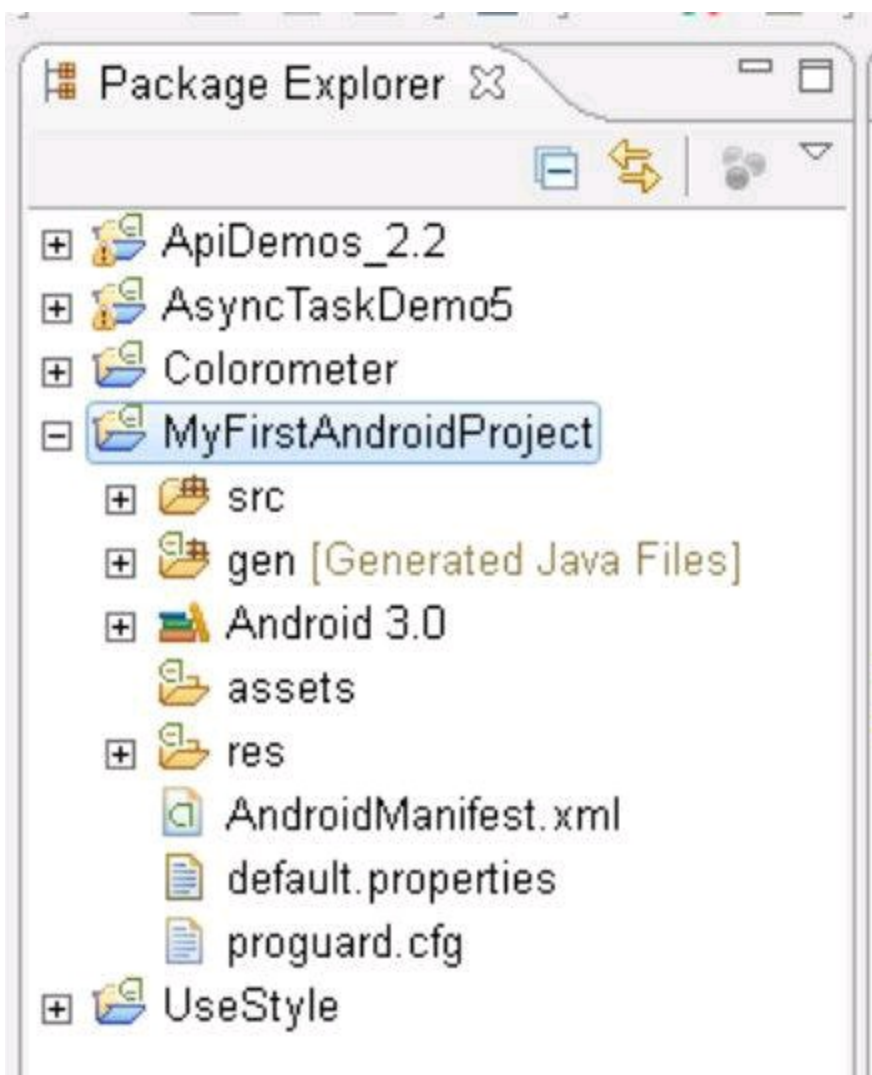 Package Explorer
ApiDemos_2.2
AsyncTaskDemo5
Colorometer
MyFirstAndroidProject
src
gen [Generated Java Files]
Android 3.0
assets
res
AndroidManifest.xml
default.properties
proguard.cfg
UseStyle